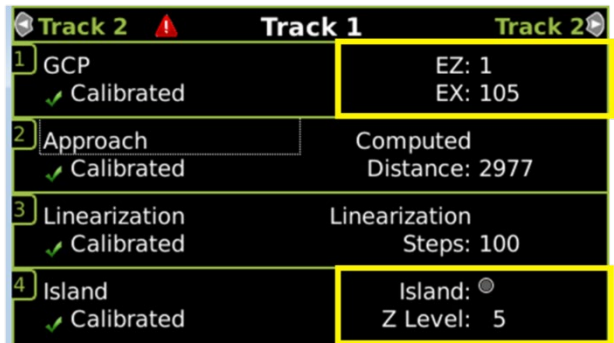 Track 2 Track 1 Track 2
1 GCP EZ: 1
Calibrated EX: 105
2 Approach Computed
Calibrated Distance: 2977
3 Linearization Linearization
Calibrated Steps: 100
4 Island Island:
Calibrated Z Level: 5